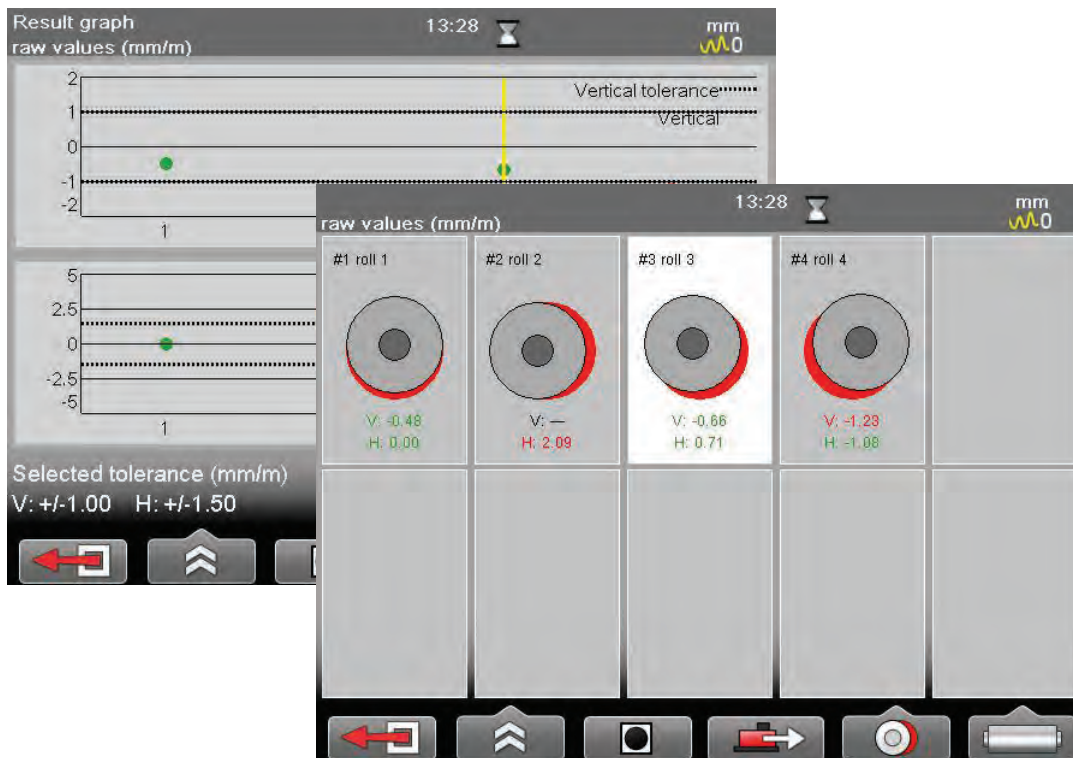 Result graph
raw values (mm/m)
13:28
mm
0
2
1
0
-1
-2
Vertical tolerance
Vertical
1
5
2.5
0
-2.5
-5
1
Selected tolerance (mm/m)
V: +/-1.00 H: +/-1.50
raw values (mm/m)
13:28
mm
0
#1 roll 1
V: -0.48
H: 0.00
#2 roll 2
V: —
H: 2.09
#3 roll 3
V: -0.66
H: 0.71
#4 roll 4
V: -1.23
H: -1.08